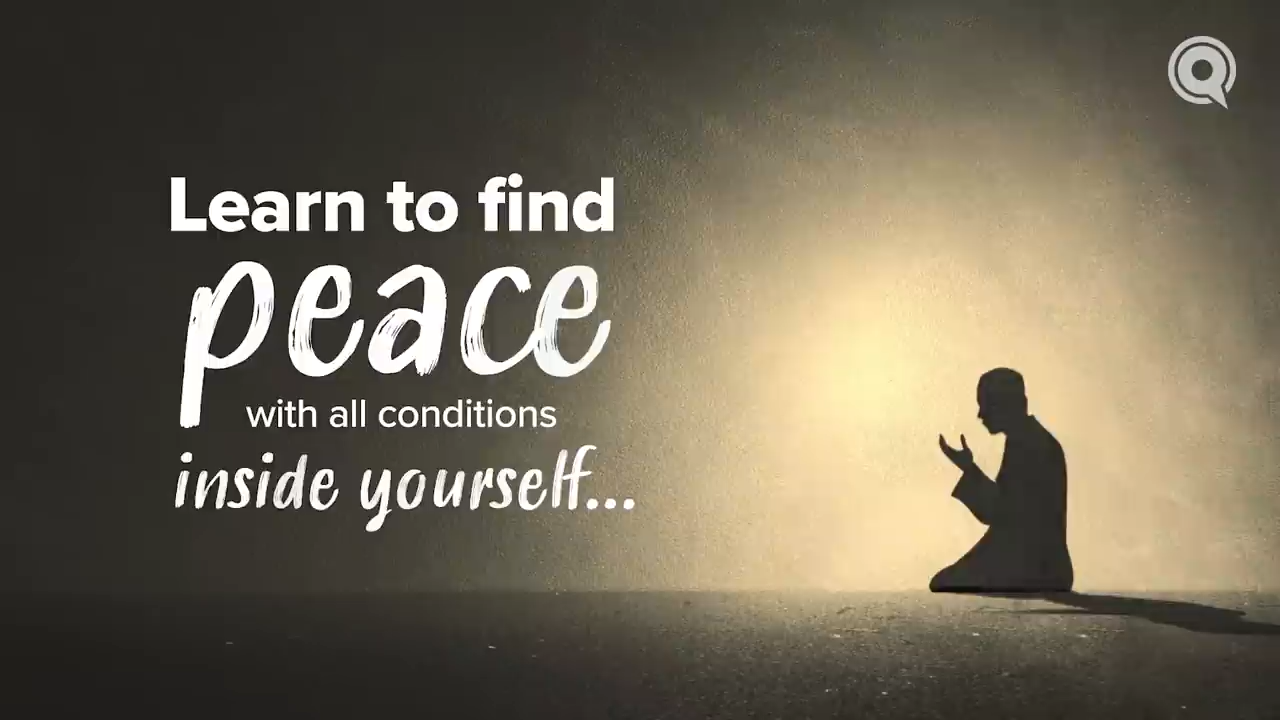 Learn to find
peace
with all conditions
inside yourself...